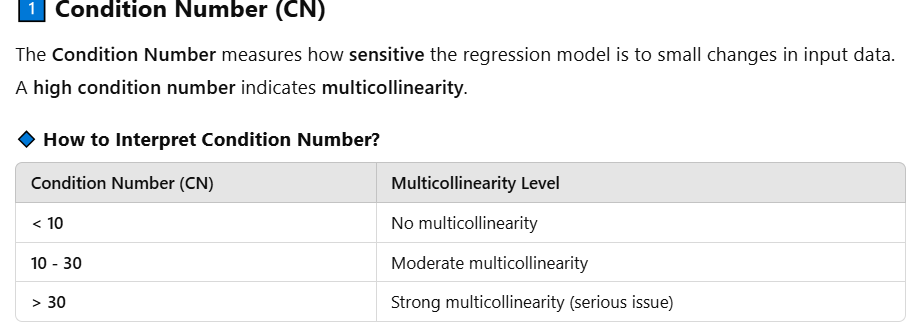 1 Condition Number (CN)
The Condition Number measures how sensitive the regression model is to small changes in input data.
A high condition number indicates multicollinearity.
How to Interpret Condition Number?
Condition Number (CN) Multicollinearity Level
< 10 No multicollinearity
10 - 30 Moderate multicollinearity
> 30 Strong multicollinearity (serious issue)